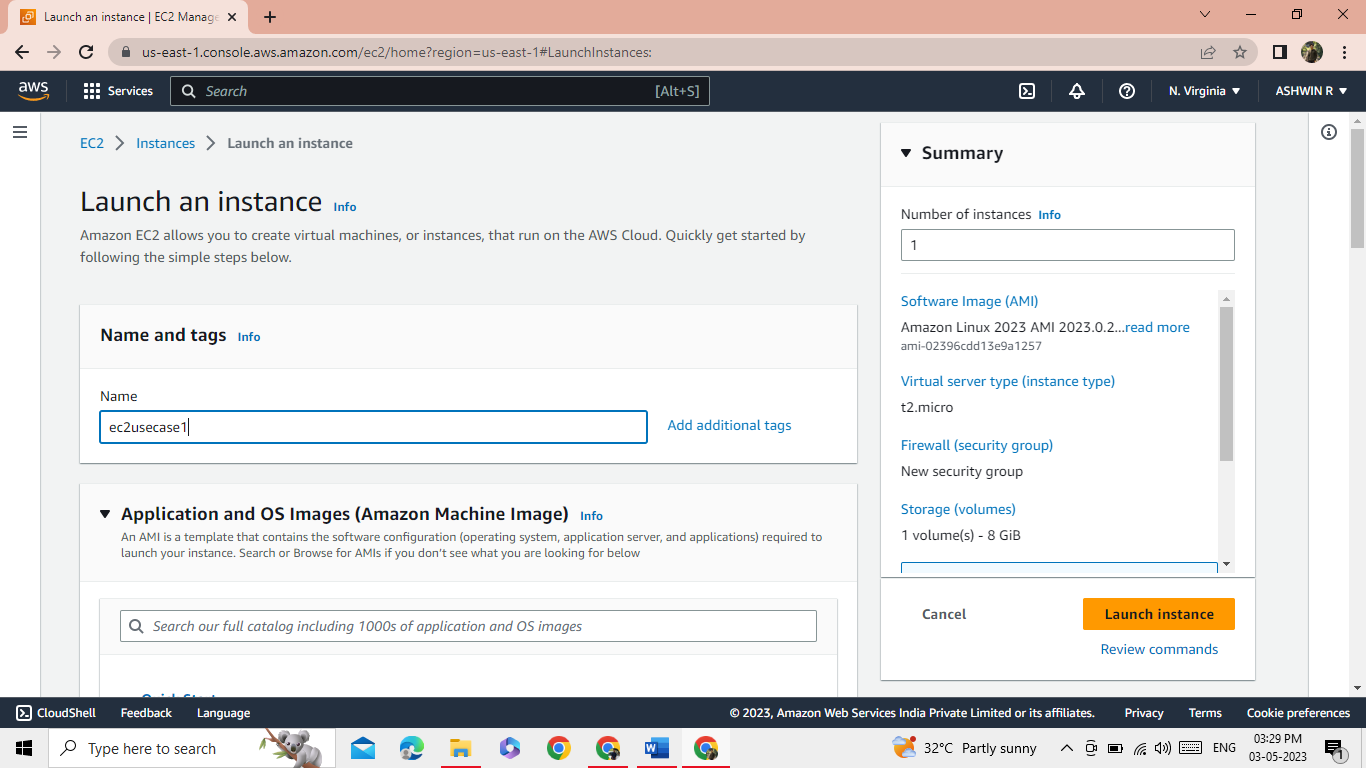 Launch an instance | EC2 Manage
us-east-1.console.aws.amazon.com/ec2/home?region=us-east-1#LaunchInstances:
aws
Services
Search
[Alt+S]
N. Virginia
ASHWIN R
EC2
Instances
Launch an instance
Launch an instance Info
Amazon EC2 allows you to create virtual machines, or instances, that run on the AWS Cloud. Quickly get started by
following the simple steps below.
Name and tags Info
Name
ec2usecase1
Add additional tags
Application and OS Images (Amazon Machine Image) Info
An AMI is a template that contains the software configuration (operating system, application server, and applications) required to
launch your instance. Search or Browse for AMIs if you don't see what you are looking for below
Search our full catalog including 1000s of application and OS images
Quick Start
Summary
Number of instances Info
1
Software Image (AMI)
Amazon Linux 2023 AMI 2023.0.2...read more
ami-02396cdd13e9a1257
Virtual server type (instance type)
t2.micro
Firewall (security group)
New security group
Storage (volumes)
1 volume(s) - 8 GiB
Cancel
Launch instance
Review commands
CloudShell
Feedback
Language
© 2023, Amazon Web Services India Private Limited or its affiliates.
Privacy
Terms
Cookie preferences
Type here to search
32°C Partly sunny
ENG
03:29 PM
03-05-2023
1